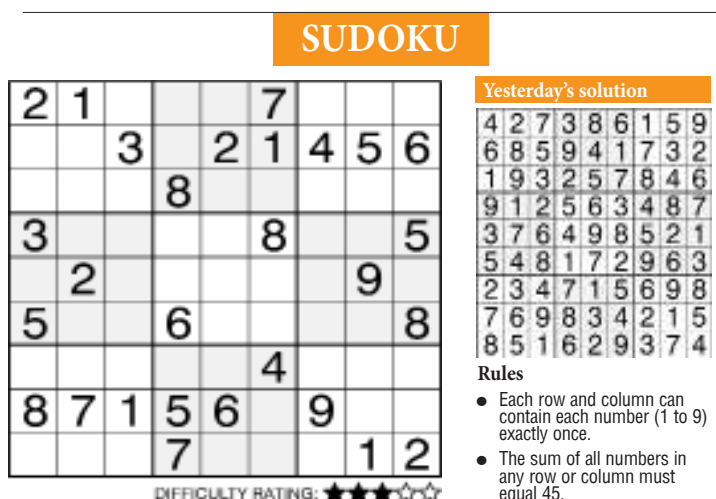 SUDOKU
2 1 7
3 2 1 4 5 6
8
3 8 5
2 9
5 6 8
4
8 7 1 5 6 9
7 1 2
DIFFICULTY RATING: ★★★☆☆
Yesterday's solution
4 2 7 3 8 6 1 5 9
6 8 5 9 4 1 7 3 2
1 9 3 2 5 7 8 4 6
9 1 2 5 6 3 4 8 7
3 7 6 4 9 8 5 2 1
5 4 8 1 7 2 9 6 3
2 3 4 7 1 5 6 9 8
7 6 9 8 3 4 2 1 5
8 5 1 6 2 9 3 7 4
Rules
● Each row and column can
contain each number (1 to 9)
exactly once.
● The sum of all numbers in
any row or column must
equal 45.